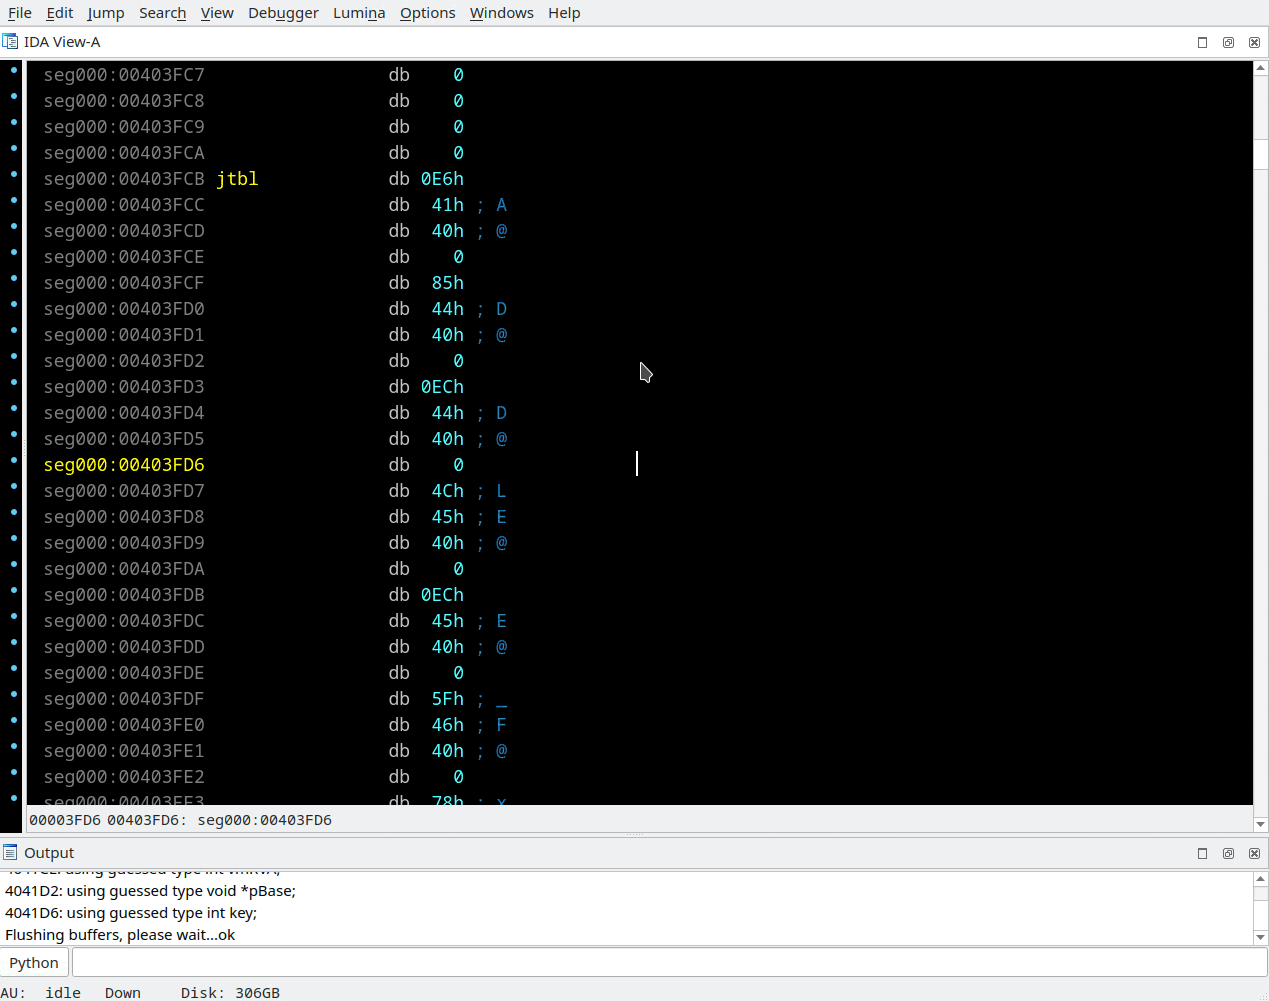 File Edit Jump Search View Debugger Lumina Options Windows Help
IDA View-A
seg000:00403FC7 db 0
seg000:00403FC8 db 0
seg000:00403FC9 db 0
seg000:00403FCA db 0
seg000:00403FCB jtbl db 0E6h
seg000:00403FCC db 41h ; A
seg000:00403FCD db 40h ; @
seg000:00403FCE db 0
seg000:00403FCF db 85h
seg000:00403FD0 db 44h ; D
seg000:00403FD1 db 40h ; @
seg000:00403FD2 db 0
seg000:00403FD3 db 0ECh
seg000:00403FD4 db 44h ; D
seg000:00403FD5 db 40h ; @
seg000:00403FD6 db 0
seg000:00403FD7 db 4Ch ; L
seg000:00403FD8 db 45h ; E
seg000:00403FD9 db 40h ; @
seg000:00403FDA db 0
seg000:00403FDB db 0ECh
seg000:00403FDC db 45h ; E
seg000:00403FDD db 40h ; @
seg000:00403FDE db 0
seg000:00403FDF db 5Fh ; _
seg000:00403FE0 db 46h ; F
seg000:00403FE1 db 40h ; @
seg000:00403FE2 db 0
seg000:00403FE3 db 78h ; x
00003FD6 00403FD6: seg000:00403FD6
Output
using guessed type int
4041D2: using guessed type void *pBase;
4041D6: using guessed type int key;
Flushing buffers, please wait...ok
Python
AU: idle Down Disk: 306GB